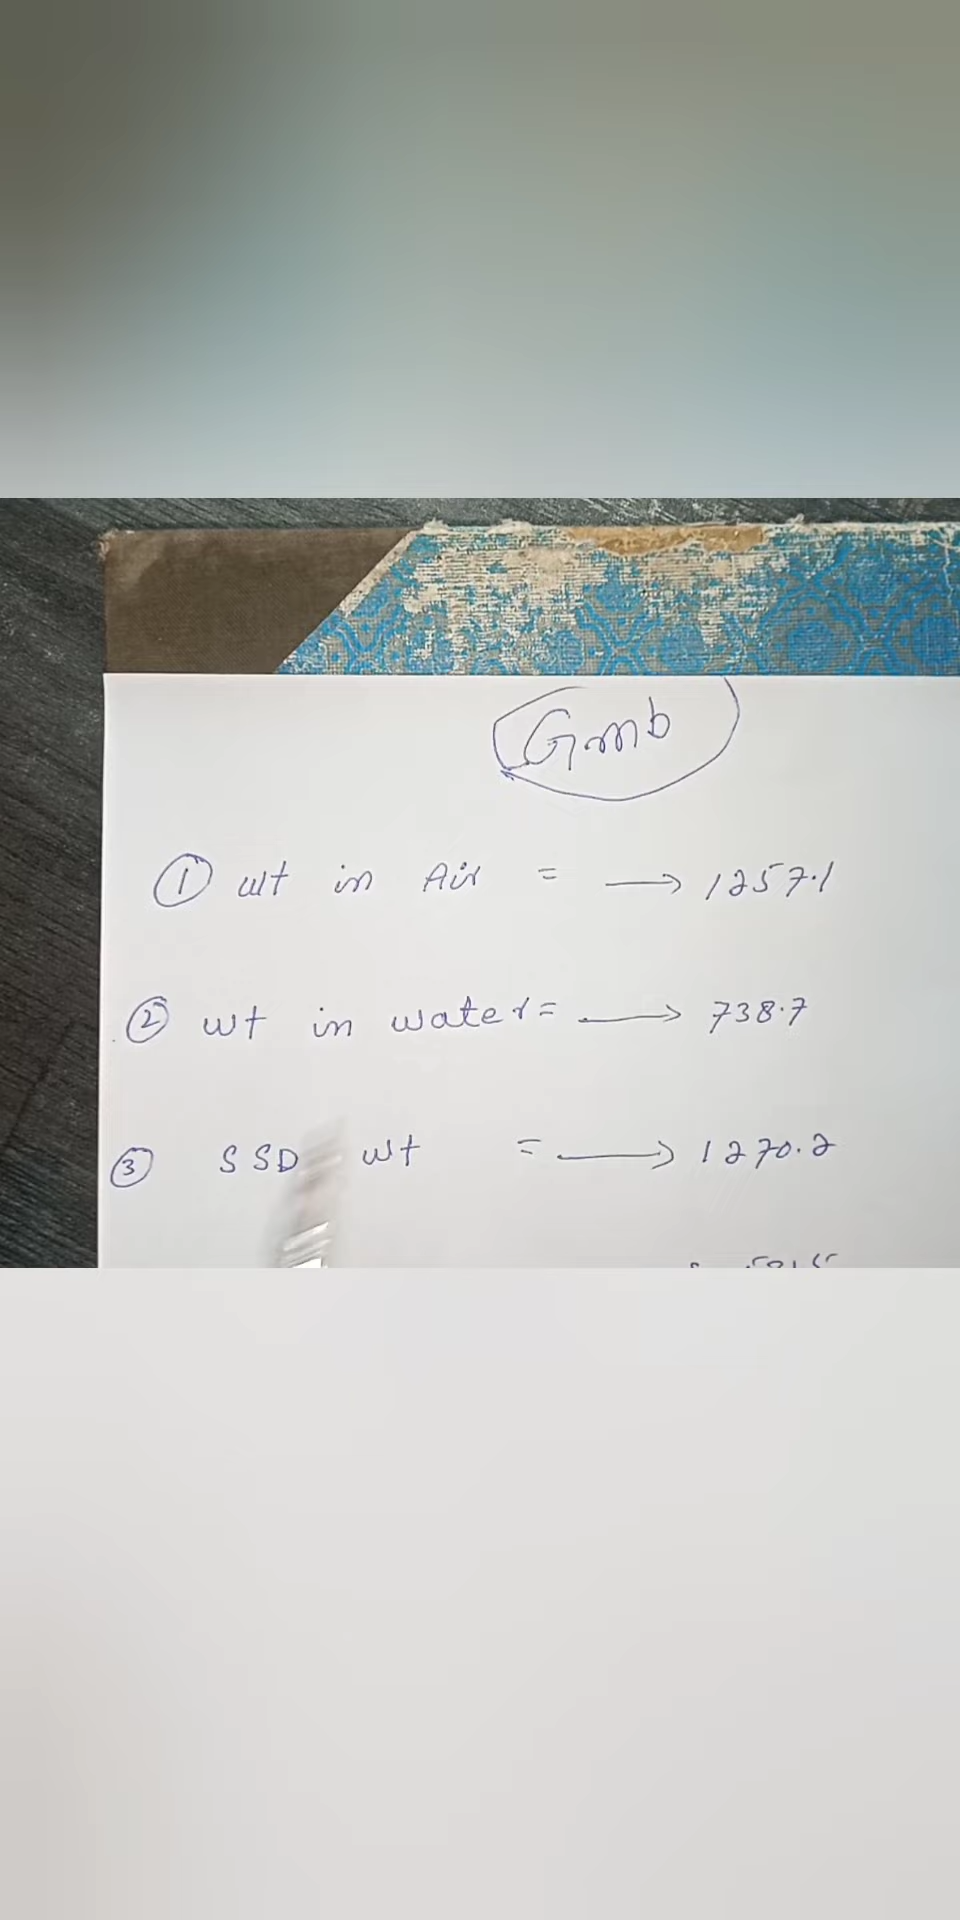 Gmb
① wt in Air = → 1257.1
② wt in water = → 738.7
③ SSD wt = → 1270.2